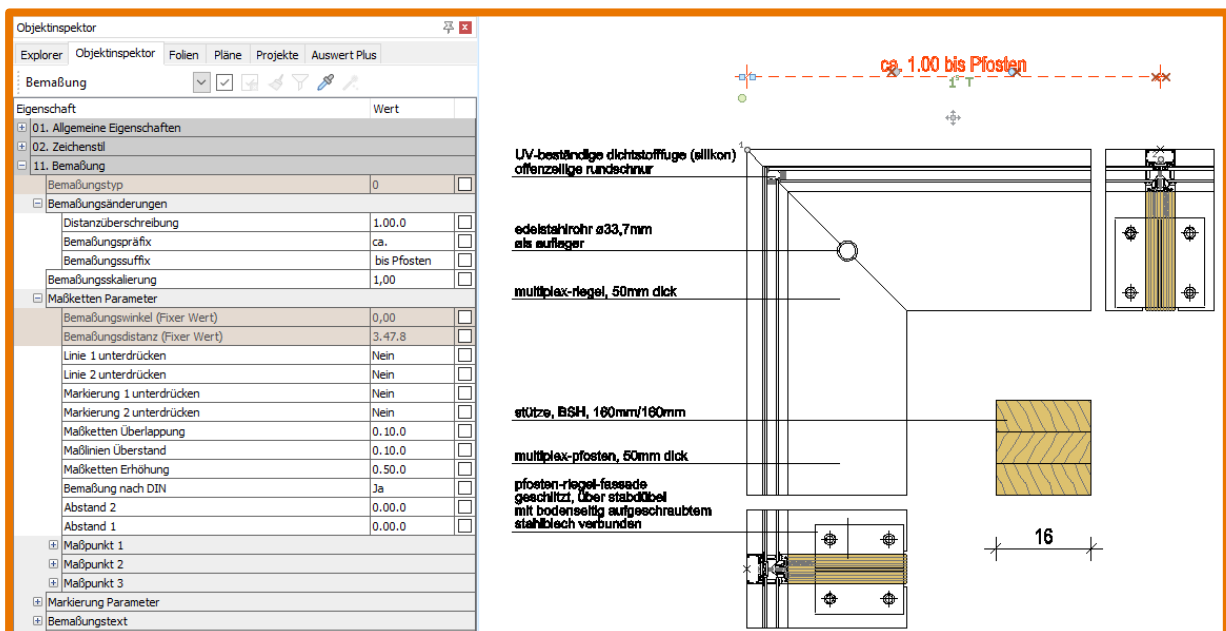 Objektinspektor
Explorer Objektinspektor Folien Pläne Projekte Auswert Plus
Bemaßung
Eigenschaft Wert
01. Allgemeine Eigenschaften
02. Zeichenstil
11. Bemaßung
Bemaßungstyp 0
Bemaßungsänderungen
Distanzüberschreibung 1.00.0
Bemaßungspräfix ca.
Bemaßungssuffix bis Pfosten
Bemaßungsskalierung 1,00
Maßketten Parameter
Bemaßungswinkel (Fixer Wert) 0,00
Bemaßungsdistanz (Fixer Wert) 3.47.8
Linie 1 unterdrücken Nein
Linie 2 unterdrücken Nein
Markierung 1 unterdrücken Nein
Markierung 2 unterdrücken Nein
Maßketten Überlappung 0.10.0
Maßlinien Überstand 0.10.0
Maßketten Erhöhung 0.50.0
Bemaßung nach DIN Ja
Abstand 2 0.00.0
Abstand 1 0.00.0
Maßpunkt 1
Maßpunkt 2
Maßpunkt 3
Markierung Parameter
Bemaßungstext
ca. 1.00 bis Pfosten
1° T
1
UV-beständige dichtstofffuge (silikon)
offenzellige rundschnur
edelstahlrohr ø33,7mm
als auflager
multiplex-riegel, 50mm dick
stütze, BSH, 160mm/160mm
multiplex-pfosten, 50mm dick
pfosten-riegel-fassade
geschlitzt, über stabdübel
mit bodenseitig aufgeschraubtem
stahlblech verbunden
16